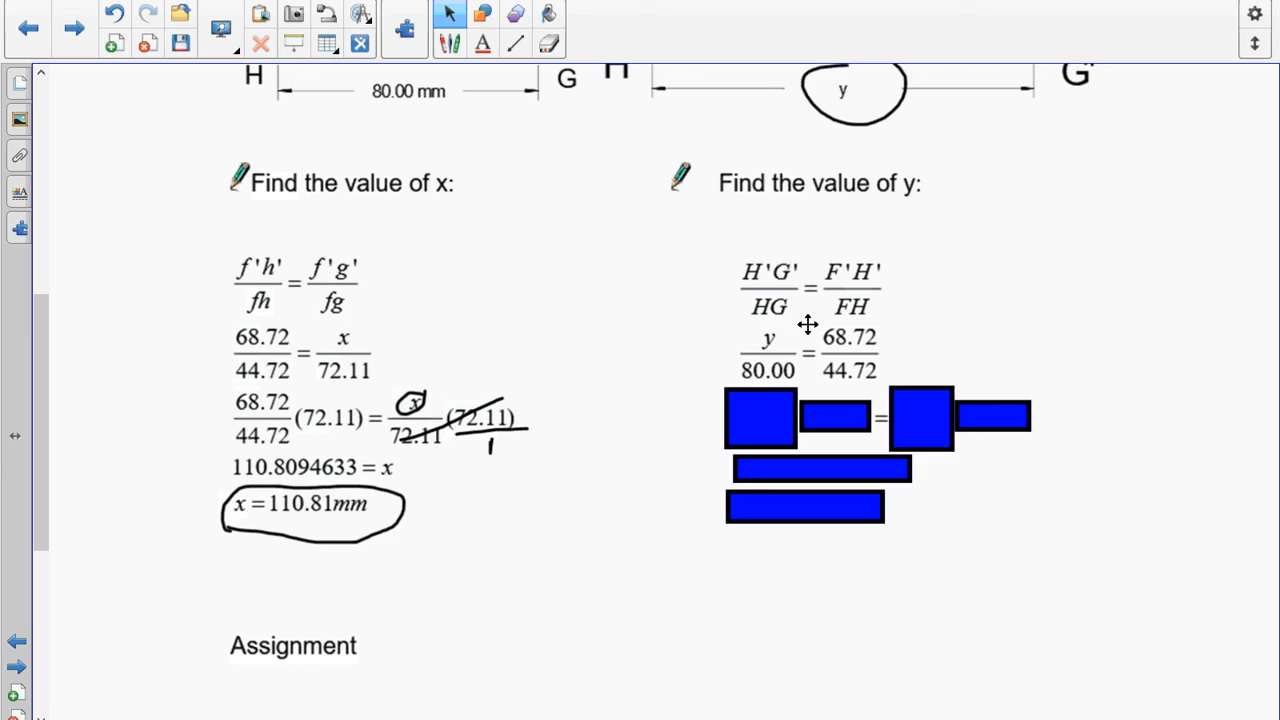 H 80.00 mm G H y G'
Find the value of x:
f'h'/fh = f'g'/fg
68.72/44.72 = x/72.11
68.72/44.72 (72.11) = x/72.11 (72.11)
1
110.8094633 = x
x = 110.81mm
Find the value of y:
H'G'/HG = F'H'/FH
y/80.00 = 68.72/44.72
=
Assignment